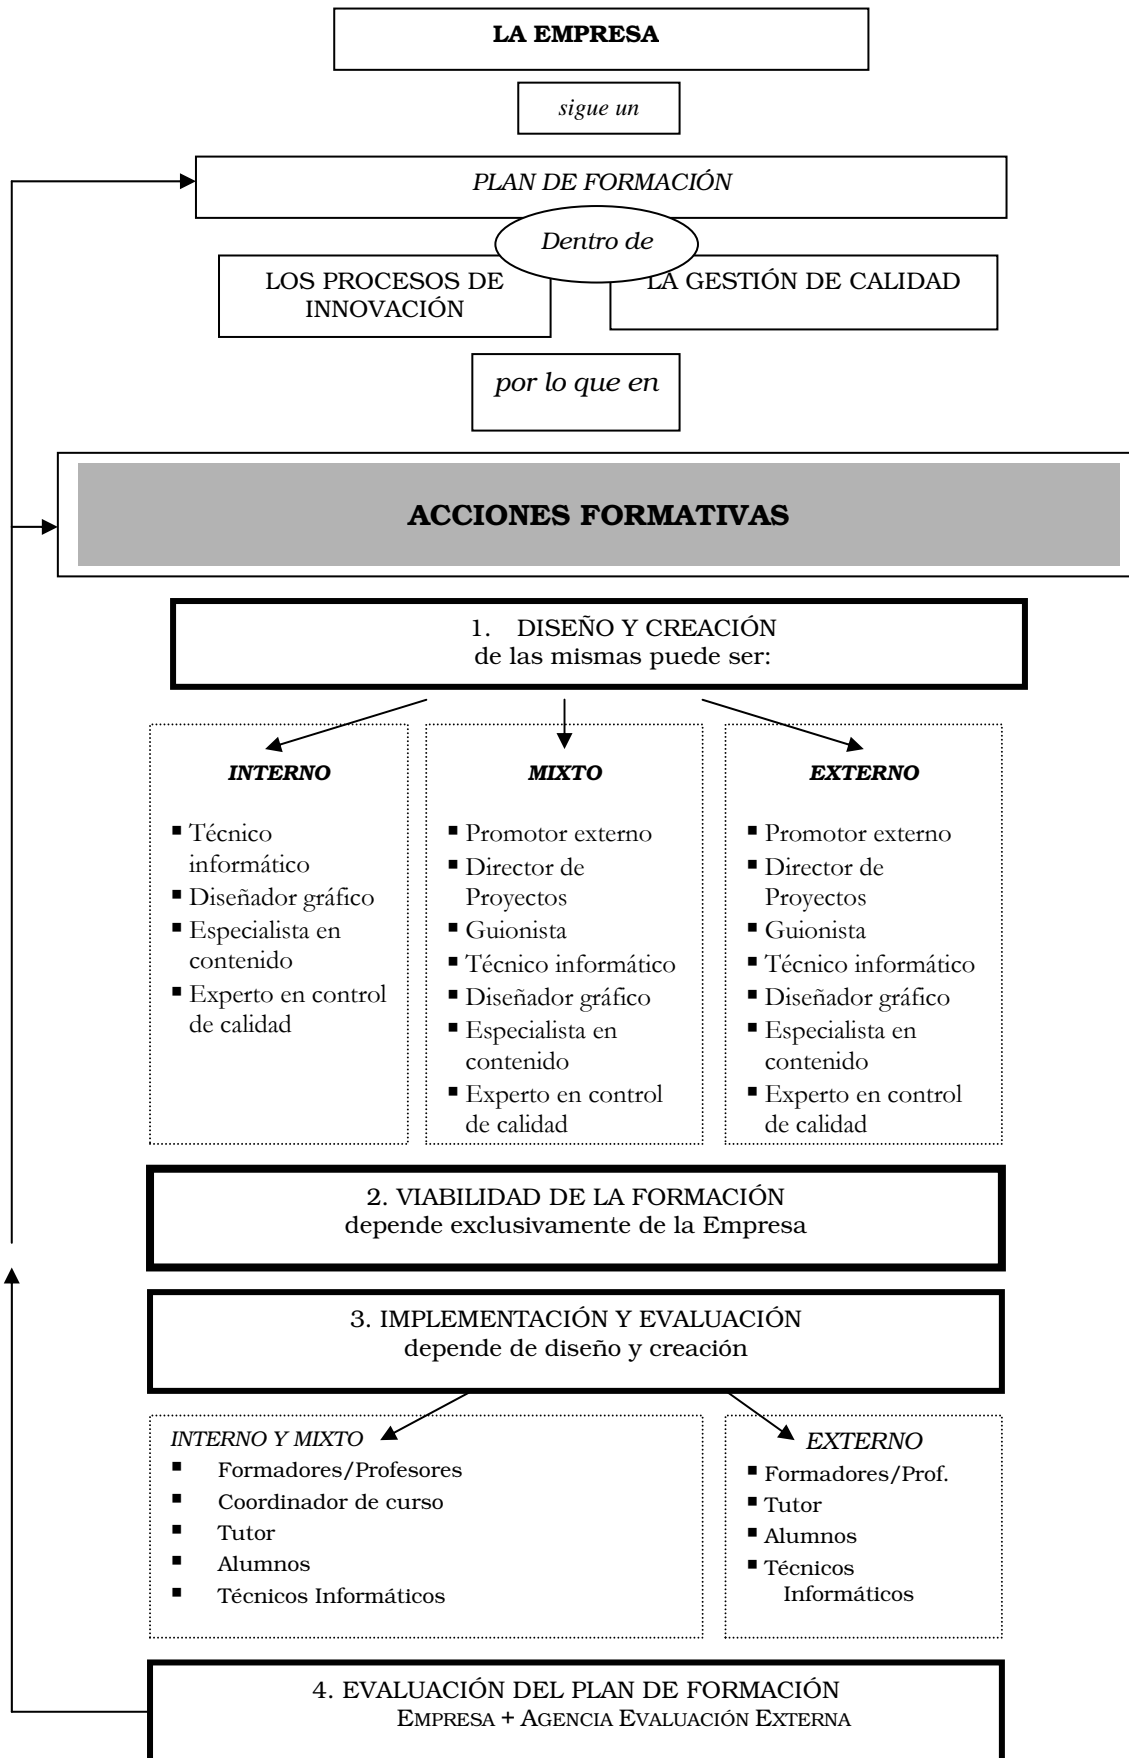 LA EMPRESA
sigue un
PLAN DE FORMACIÓN
Dentro de
LOS PROCESOS DE
INNOVACIÓN
LA GESTIÓN DE CALIDAD
por lo que en
ACCIONES FORMATIVAS
1. DISEÑO Y CREACIÓN
de las mismas puede ser:
INTERNO
▪ Técnico
informático
▪ Diseñador gráfico
▪ Especialista en
contenido
▪ Experto en control
de calidad
MIXTO
▪ Promotor externo
▪ Director de
Proyectos
▪ Guionista
▪ Técnico informático
▪ Diseñador gráfico
▪ Especialista en
contenido
▪ Experto en control
de calidad
EXTERNO
▪ Promotor externo
▪ Director de
Proyectos
▪ Guionista
▪ Técnico informático
▪ Diseñador gráfico
▪ Especialista en
contenido
▪ Experto en control
de calidad
2. VIABILIDAD DE LA FORMACIÓN
depende exclusivamente de la Empresa
3. IMPLEMENTACIÓN Y EVALUACIÓN
depende de diseño y creación
INTERNO Y MIXTO
▪ Formadores/Profesores
▪ Coordinador de curso
▪ Tutor
▪ Alumnos
▪ Técnicos Informáticos
EXTERNO
▪ Formadores/Prof.
▪ Tutor
▪ Alumnos
▪ Técnicos
Informáticos
4. EVALUACIÓN DEL PLAN DE FORMACIÓN
EMPRESA + AGENCIA EVALUACIÓN EXTERNA